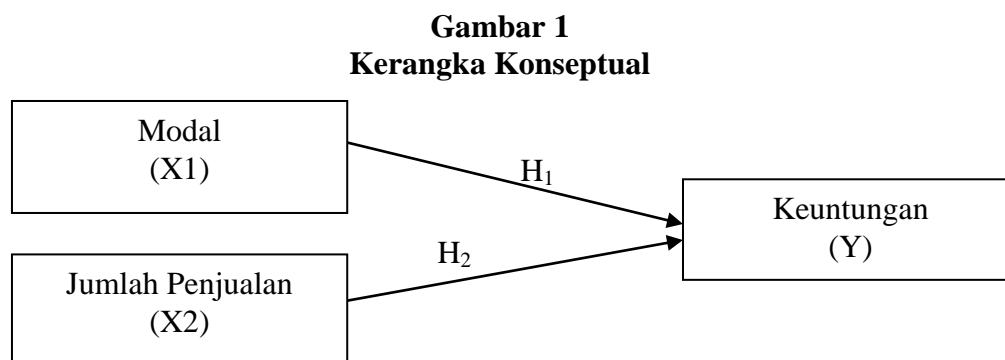 Gambar 1
Kerangka Konseptual
Modal
(X1)
H₁
Keuntungan
(Y)
H₂
Jumlah Penjualan
(X2)